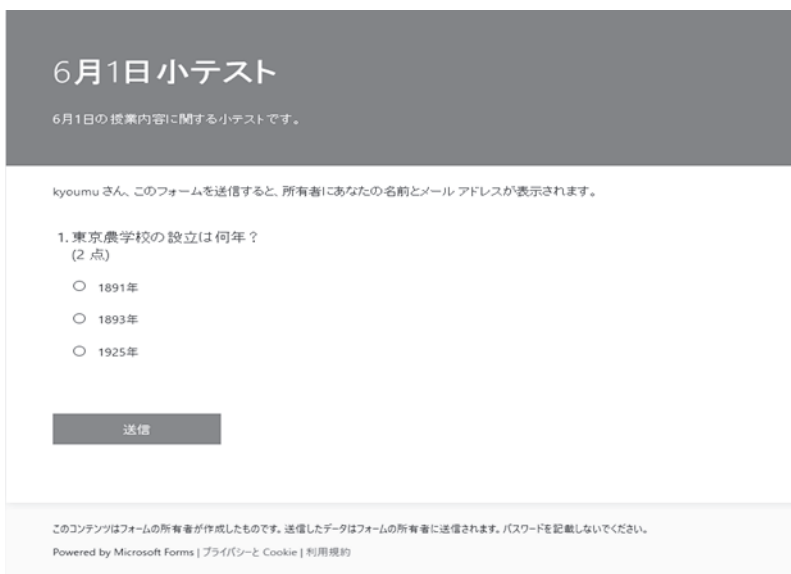 6月1日小テスト
6月1日の授業内容に関する小テストです。
kyoumu さん、このフォームを送信すると、所有者にあなたの名前とメール アドレスが表示されます。
1. 東京農学校の設立は何年？
(2 点)
1891年
1893年
1925年
送信
このコンテンツはフォームの所有者が作成したものです。送信したデータはフォームの所有者に送信されます。パスワードを記載しないでください。
Powered by Microsoft Forms | プライバシーと Cookie | 利用規約